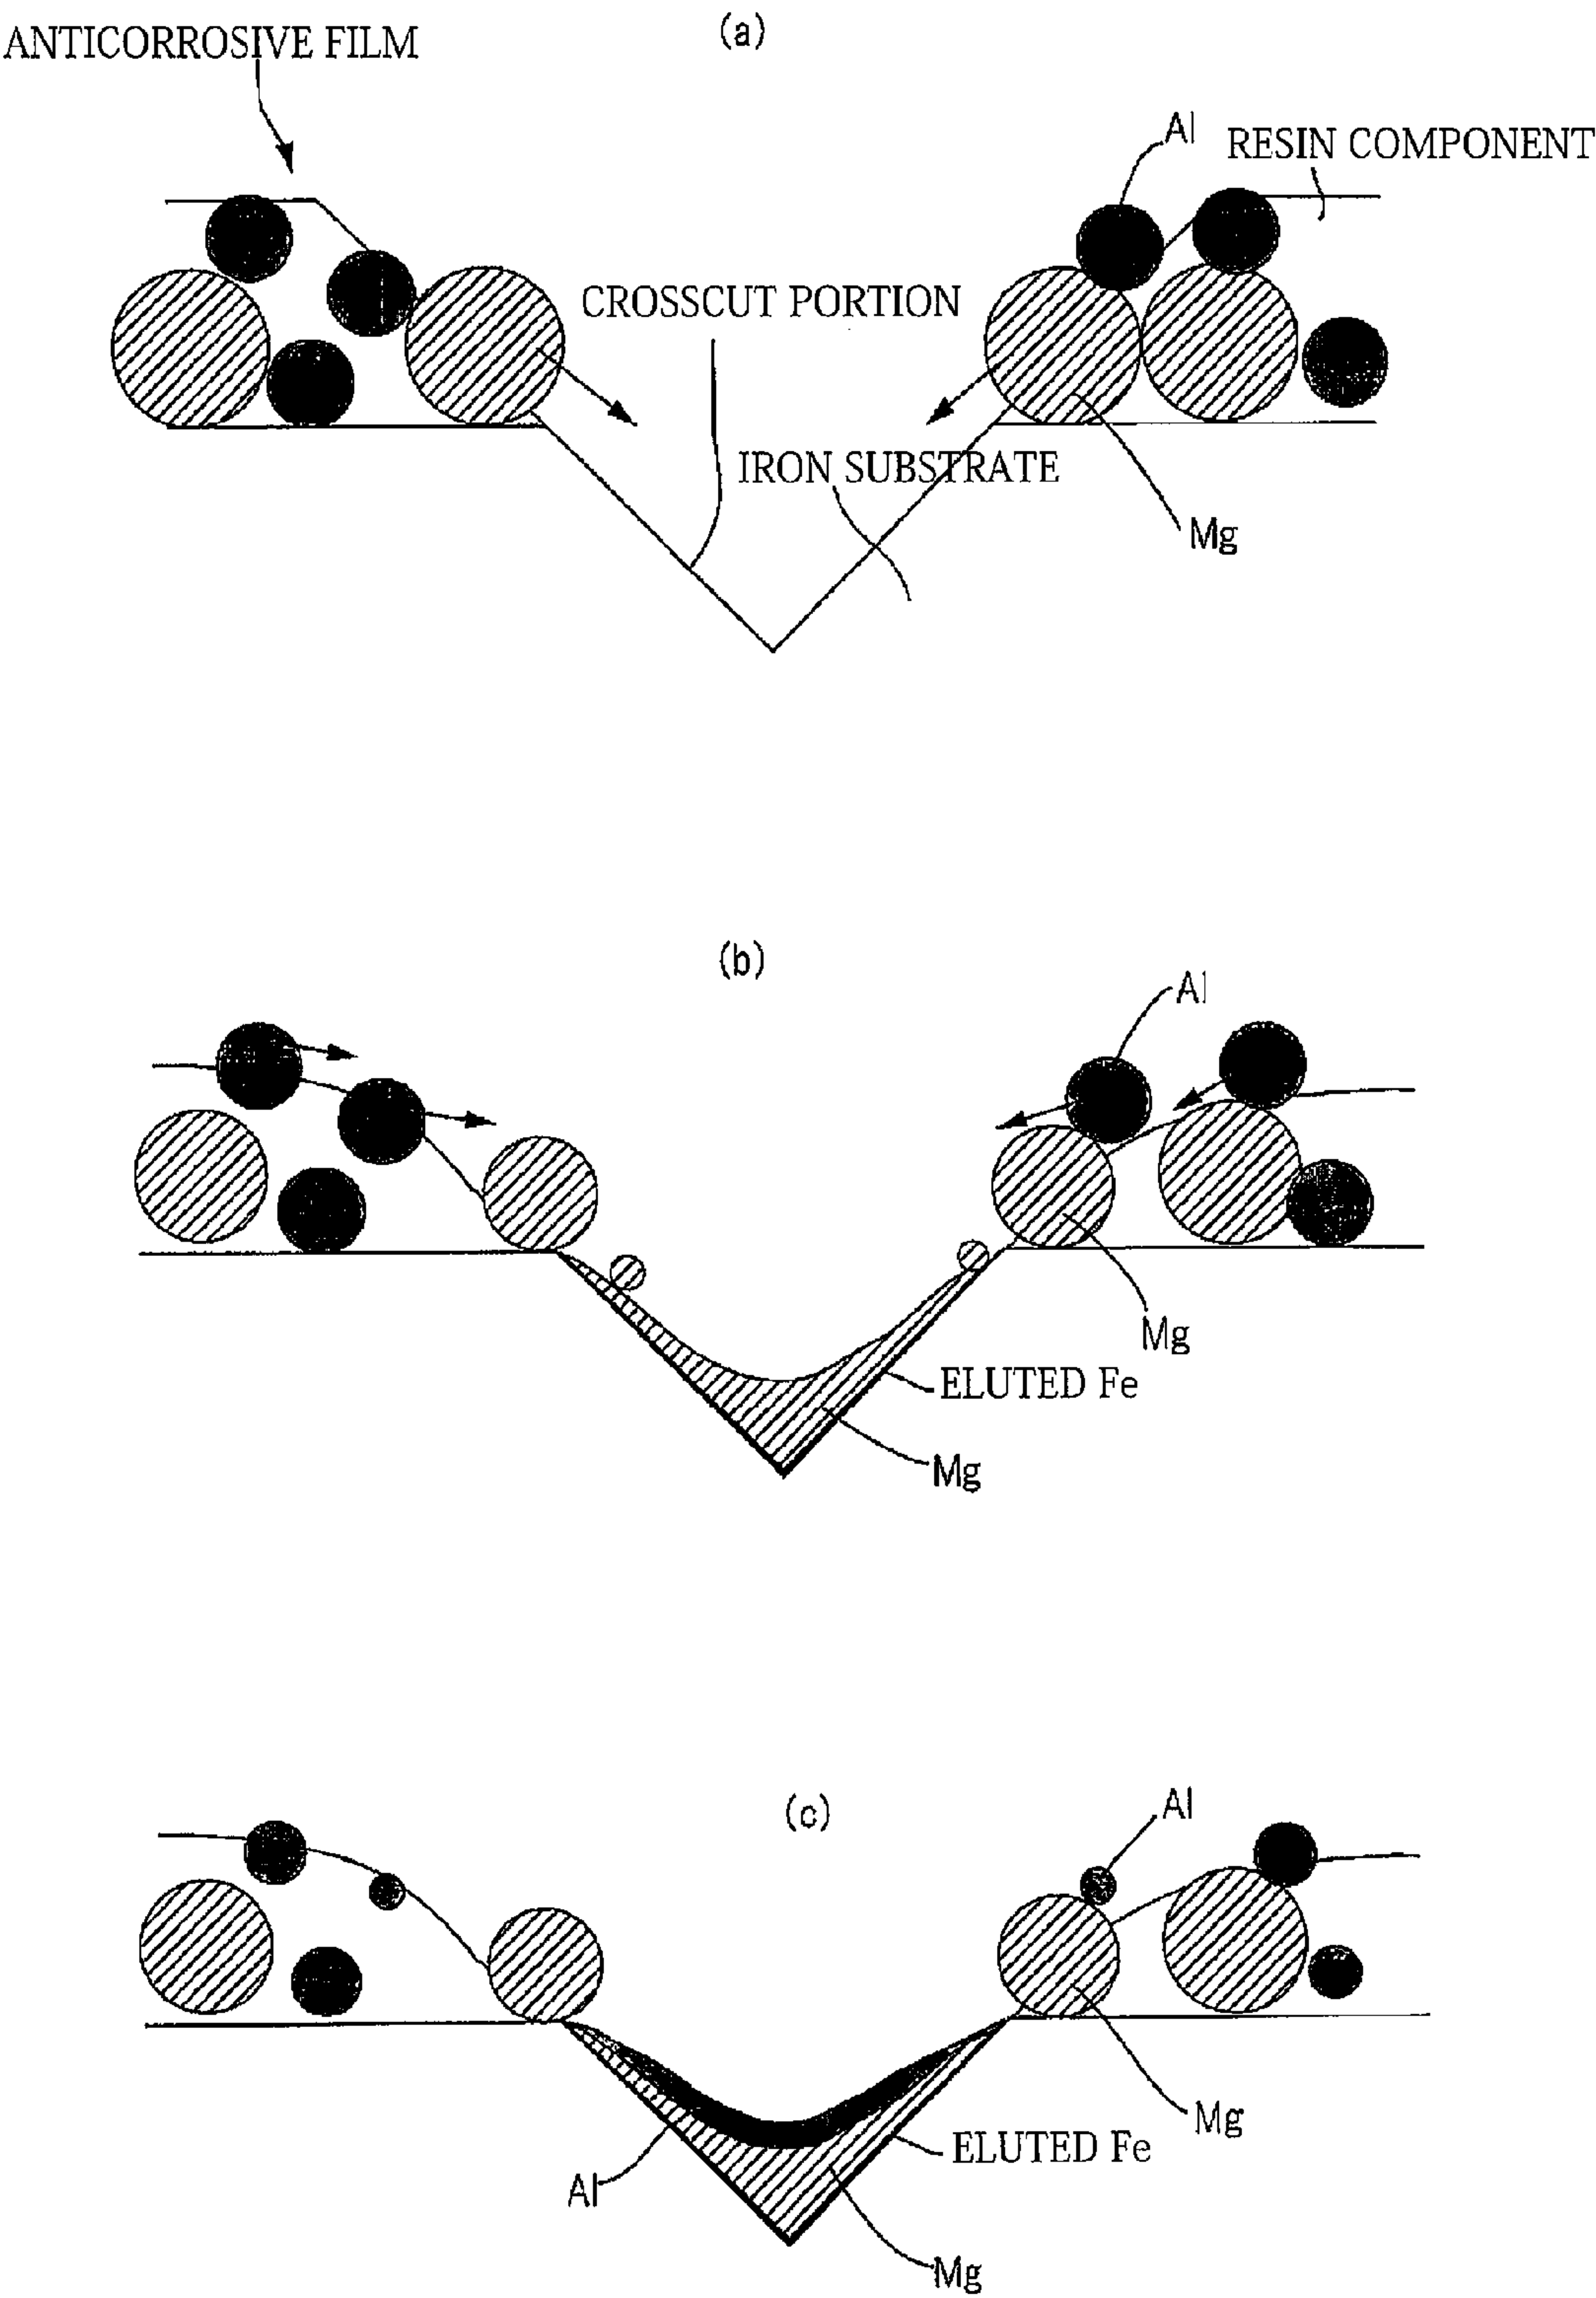 (a)
ANTICORROSIVE FILM
Al
RESIN COMPONENT
CROSSCUT PORTION
IRON SUBSTRATE
Mg
(b)
Al
Mg
ELUTED Fe
Mg
(c)
Al
Mg
ELUTED Fe
Al
Mg